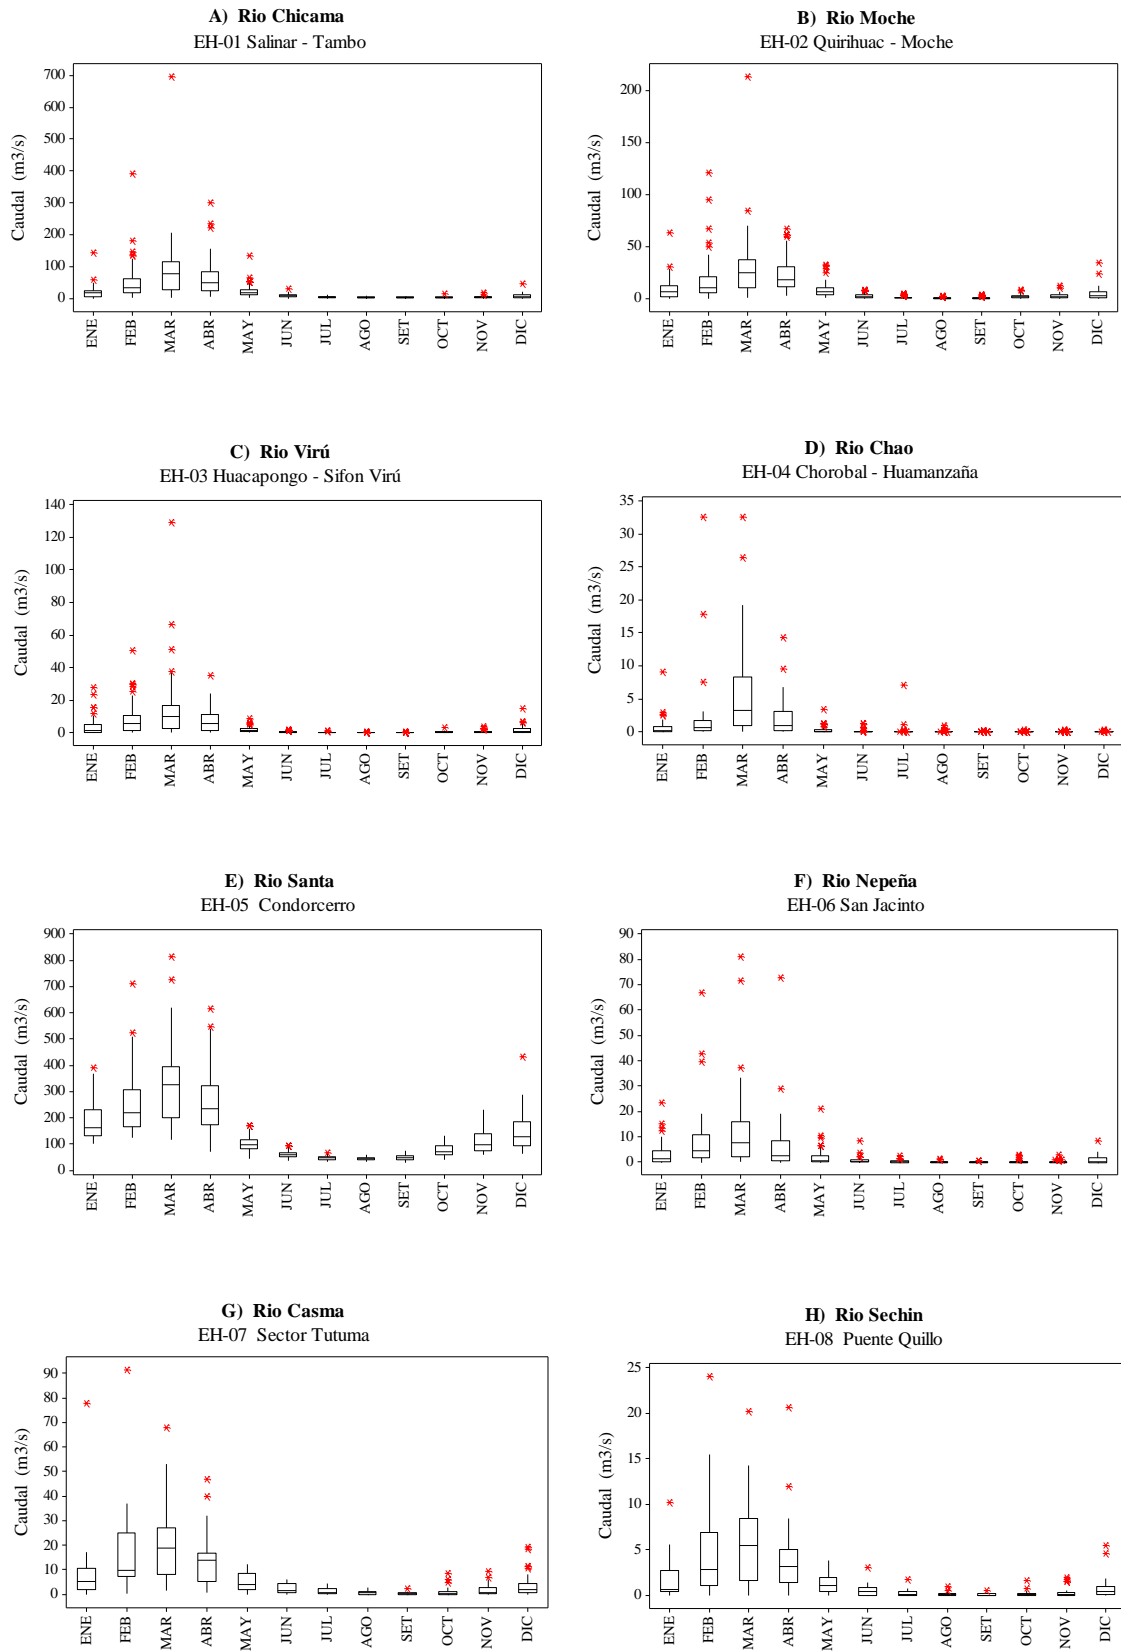 A)  Rio Chicama
EH-01 Salinar - Tambo
Caudal (m3/s)
700
600
500
400
300
200
100
0
ENE
FEB
MAR
ABR
MAY
JUN
JUL
AGO
SET
OCT
NOV
DIC
B)  Rio Moche
EH-02 Quirihuac - Moche
Caudal (m3/s)
200
150
100
50
0
ENE
FEB
MAR
ABR
MAY
JUN
JUL
AGO
SET
OCT
NOV
DIC
C)  Rio Virú
EH-03 Huacapongo - Sifon Virú
Caudal (m3/s)
140
120
100
80
60
40
20
0
ENE
FEB
MAR
ABR
MAY
JUN
JUL
AGO
SET
OCT
NOV
DIC
D)  Rio Chao
EH-04 Chorobal - Huamanzaña
Caudal (m3/s)
35
30
25
20
15
10
5
0
ENE
FEB
MAR
ABR
MAY
JUN
JUL
AGO
SET
OCT
NOV
DIC
E)  Rio Santa
EH-05  Condorcerro
Caudal (m3/s)
900
800
700
600
500
400
300
200
100
0
ENE
FEB
MAR
ABR
MAY
JUN
JUL
AGO
SET
OCT
NOV
DIC
F)  Rio Nepeña
EH-06 San Jacinto
Caudal (m3/s)
90
80
70
60
50
40
30
20
10
0
ENE
FEB
MAR
ABR
MAY
JUN
JUL
AGO
SET
OCT
NOV
DIC
G)  Rio Casma
EH-07  Sector Tutuma
Caudal (m3/s)
90
80
70
60
50
40
30
20
10
0
ENE
FEB
MAR
ABR
MAY
JUN
JUL
AGO
SET
OCT
NOV
DIC
H)  Rio Sechin
EH-08  Puente Quillo
Caudal (m3/s)
25
20
15
10
5
0
ENE
FEB
MAR
ABR
MAY
JUN
JUL
AGO
SET
OCT
NOV
DIC